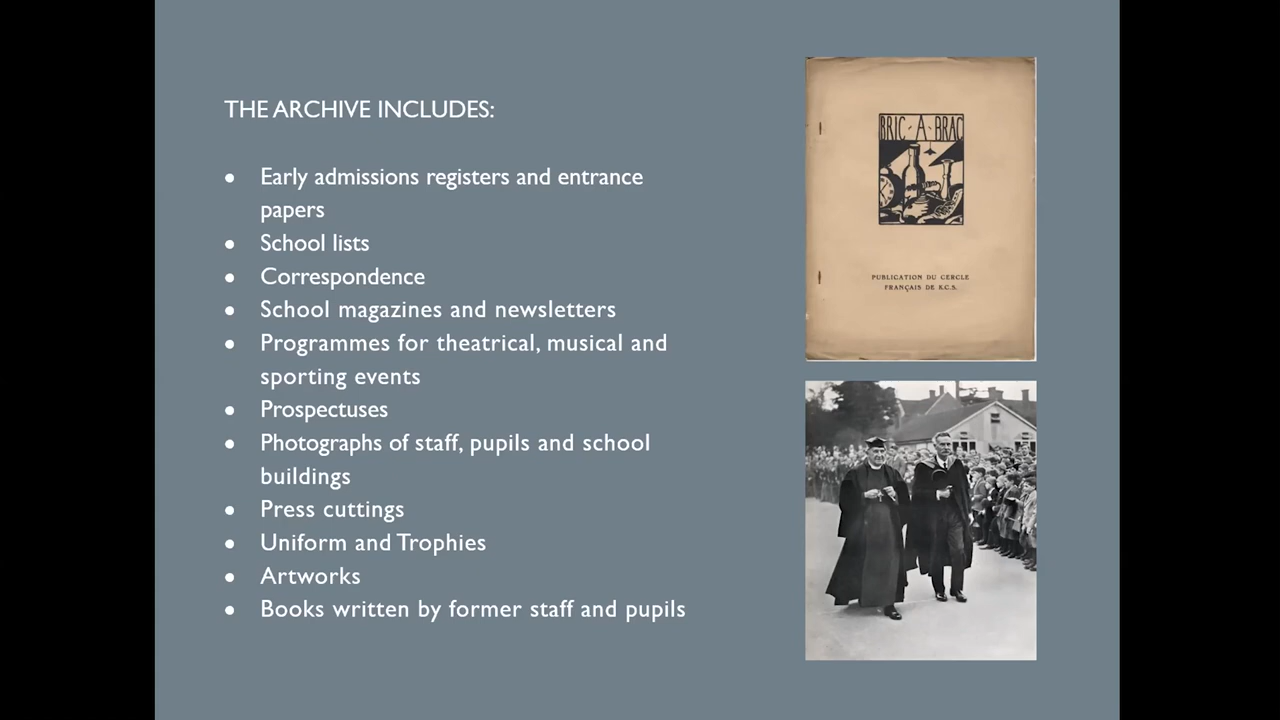 THE ARCHIVE INCLUDES:
• Early admissions registers and entrance
papers
• School lists
• Correspondence
• School magazines and newsletters
• Programmes for theatrical, musical and
sporting events
• Prospectuses
• Photographs of staff, pupils and school
buildings
• Press cuttings
• Uniform and Trophies
• Artworks
• Books written by former staff and pupils
BRIC·A·BRAC
PUBLICATION DU CERCLE
FRANÇAIS DE K.C.S.